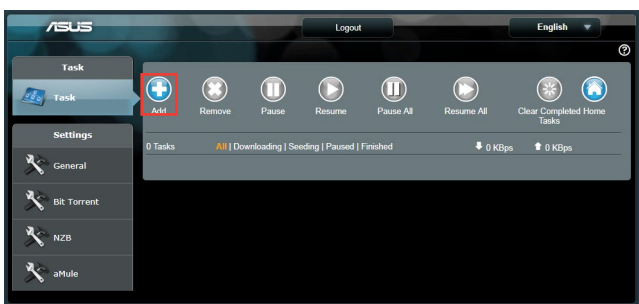 ASUS
Logout
English
?
Task
Task
Add
Remove
Pause
Resume
Pause All
Resume All
Clear Completed
Tasks
Home
0 Tasks
All | Downloading | Seeding | Paused | Finished
0 KBps
0 KBps
Settings
General
Bit Torrent
NZB
aMule